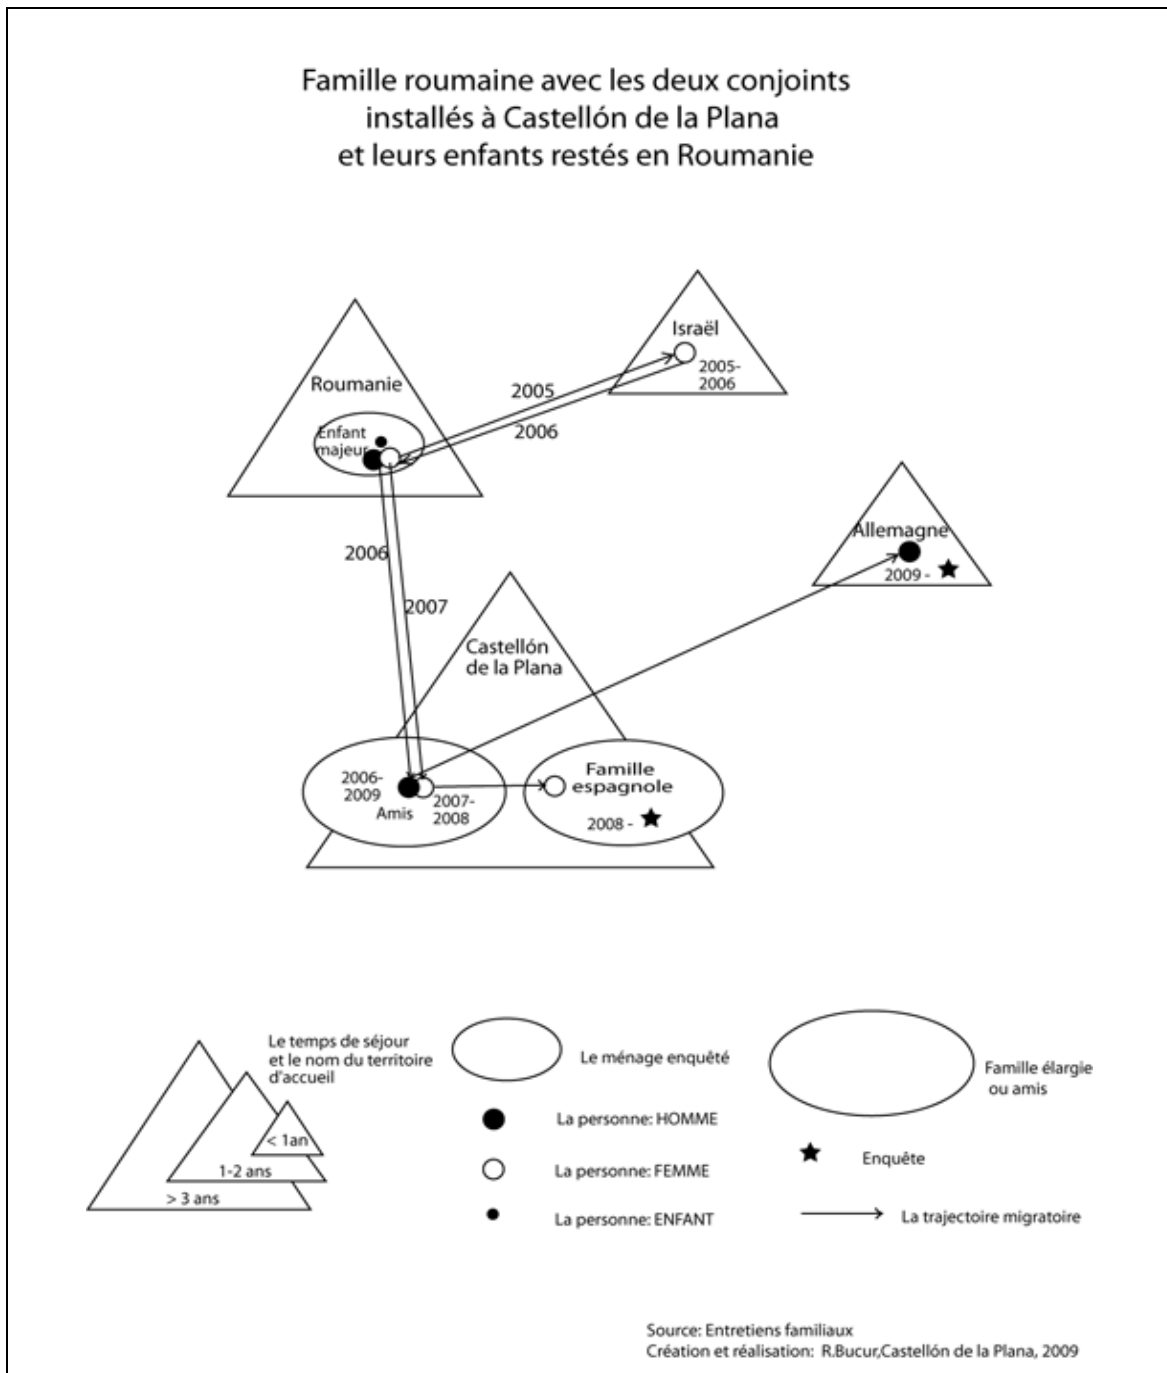 Famille roumaine avec les deux conjoints
installés à Castellón de la Plana
et leurs enfants restés en Roumanie
Israël
2005-
2006
Roumanie
2005
2006
Enfant
majeur
Allemagne
2009 -
2006
2007
Castellón
de la Plana
2006-
2009
Amis
2007-
2008
Famille
espagnole
2008 -
Le temps de séjour
et le nom du territoire
d'accueil
< 1an
1-2 ans
> 3 ans
Le ménage enquêté
La personne: HOMME
La personne: FEMME
La personne: ENFANT
Famille élargie
ou amis
Enquête
La trajectoire migratoire
Source: Entretiens familiaux
Création et réalisation: R.Bucur,Castellón de la Plana, 2009